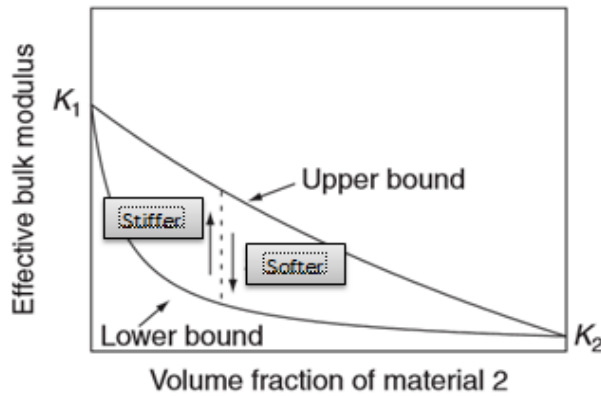 Effective bulk modulus
K1
Upper bound
Stiffer
Softer
Lower bound
K2
Volume fraction of material 2